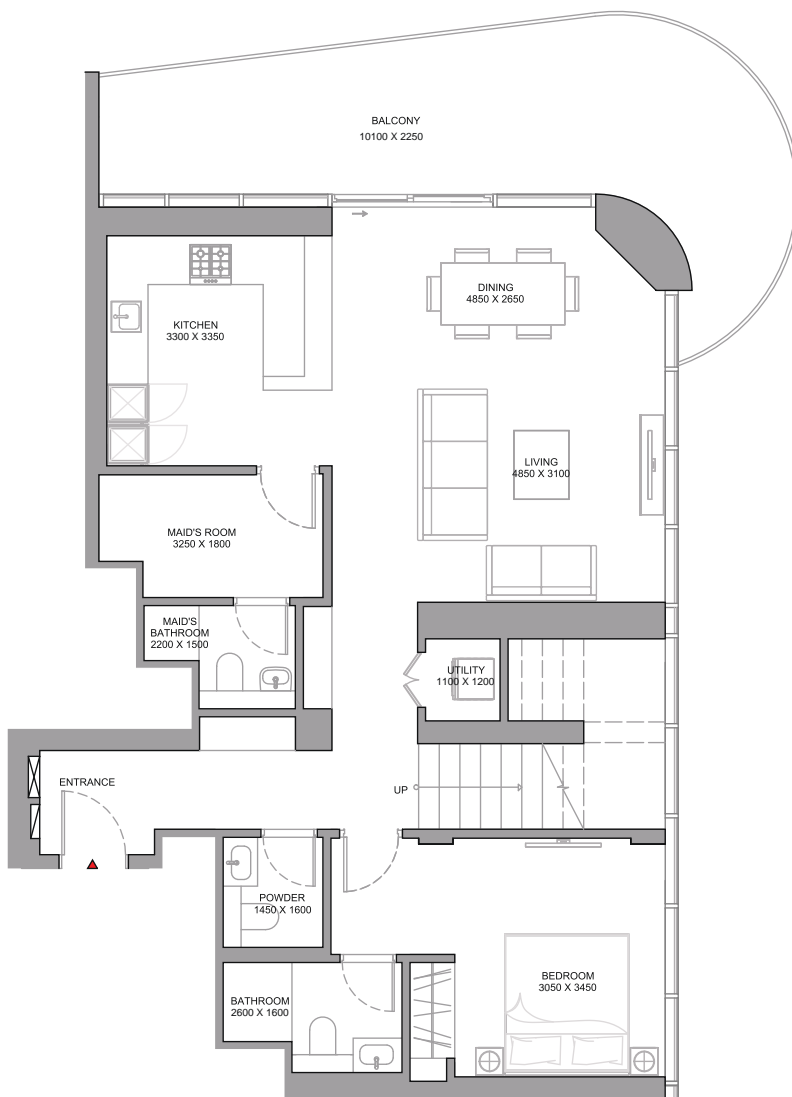 BALCONY
10100 X 2250
DINING
4850 X 2650
KITCHEN
3300 X 3350
LIVING
4850 X 3100
MAID'S ROOM
3250 X 1800
MAID'S
BATHROOM
2200 X 1500
UTILITY
1100 X 1200
ENTRANCE
UP
POWDER
1450 X 1600
BEDROOM
3050 X 3450
BATHROOM
2600 X 1600